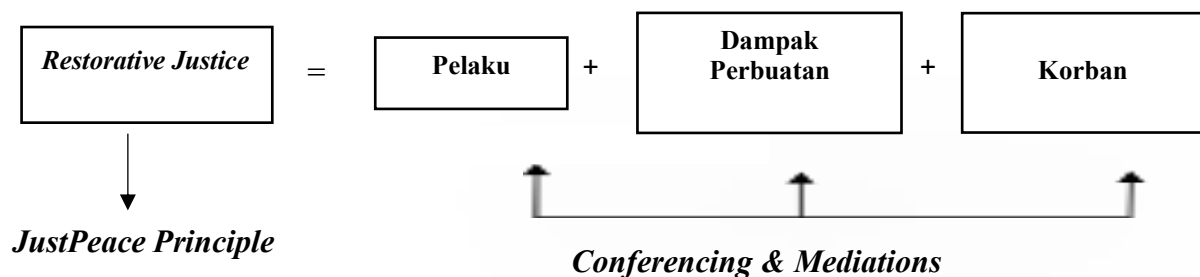 Restorative Justice = Pelaku + Dampak Perbuatan + Korban
JustPeace Principle
Conferencing & Mediations